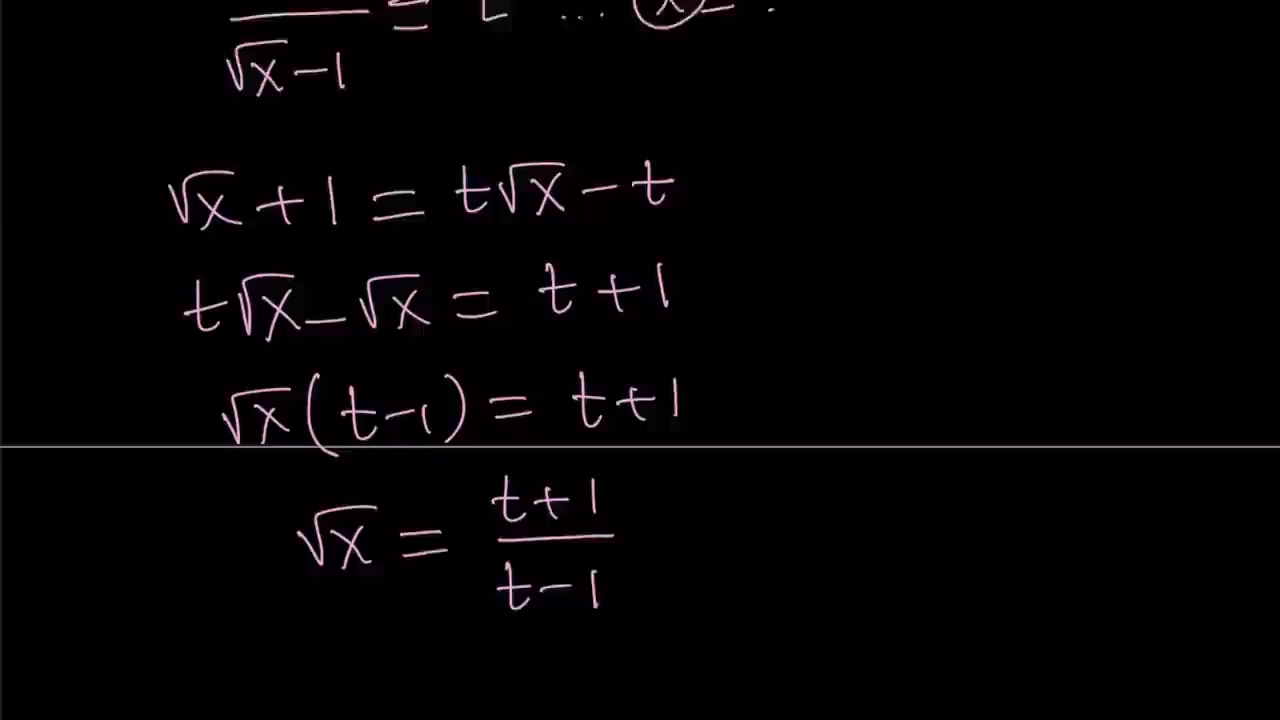 √x - 1 = t ... x = .
√x + 1 = t√x - t
t√x - √x = t + 1
√x(t-1) = t+1
√x = (t+1)/(t-1)